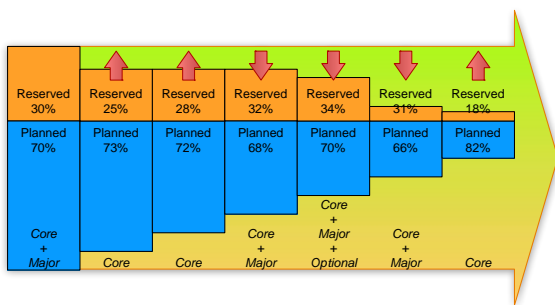 Reserved
30%
Reserved
25%
Reserved
28%
Reserved
32%
Reserved
34%
Reserved
31%
Reserved
18%
Planned
70%
Planned
73%
Planned
72%
Planned
68%
Planned
70%
Planned
66%
Planned
82%
Core
+
Major
Core
Core
Core
+
Major
Core
+
Major
+
Optional
Core
+
Major
Core